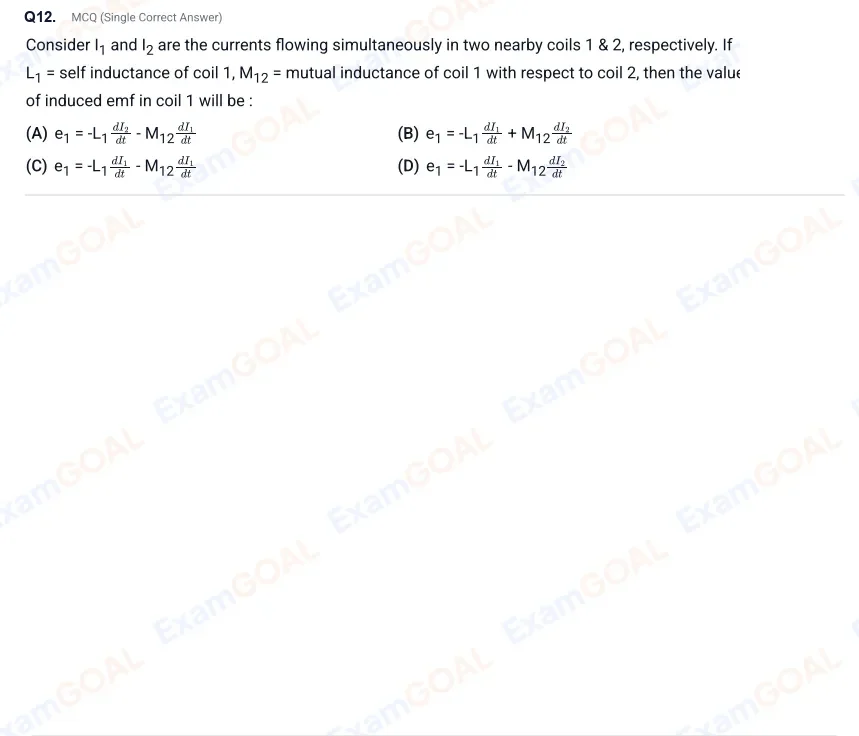 Q12. MCQ (Single Correct Answer)
Consider I₁ and I₂ are the currents flowing simultaneously in two nearby coils 1 & 2, respectively. If
L₁ = self inductance of coil 1, M₁₂ = mutual inductance of coil 1 with respect to coil 2, then the value
of induced emf in coil 1 will be :
(A) e₁ = -L₁ dI₂/dt - M₁₂ dI₁/dt (B) e₁ = -L₁ dI₁/dt + M₁₂ dI₂/dt
(C) e₁ = -L₁ dI₁/dt - M₁₂ dI₁/dt (D) e₁ = -L₁ dI₁/dt - M₁₂ dI₂/dt
ExamGOAL